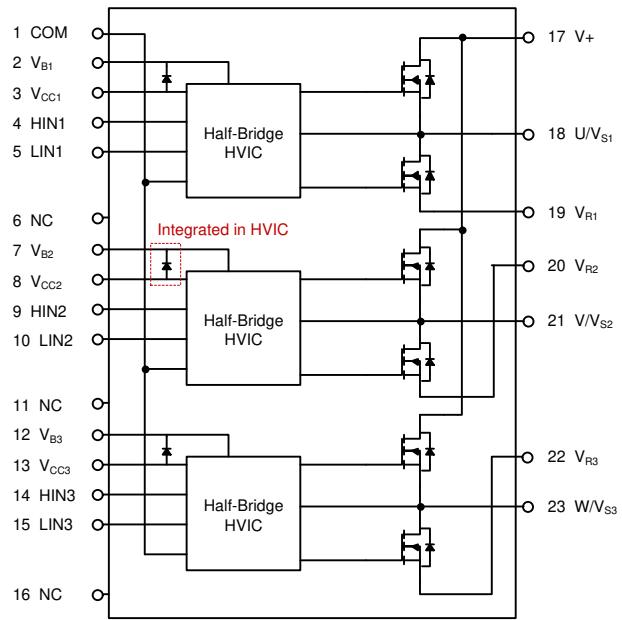 1 COM
2 VB1
3 VCC1
4 HIN1
5 LIN1
6 NC
7 VB2
8 VCC2
9 HIN2
10 LIN2
11 NC
12 VB3
13 VCC3
14 HIN3
15 LIN3
16 NC
Half-Bridge
HVIC
Integrated in HVIC
Half-Bridge
HVIC
Half-Bridge
HVIC
17 V+
18 U/VS1
19 VR1
20 VR2
21 V/VS2
22 VR3
23 W/VS3